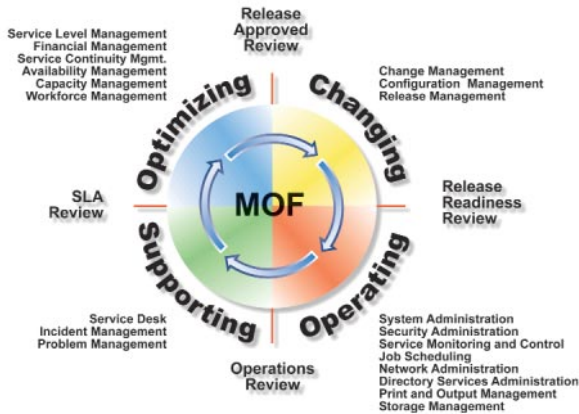 Release
Approved
Review
Service Level Management
Financial Management
Service Continuity Mgmt.
Availability Management
Capacity Management
Workforce Management
Optimizing
Changing
Change Management
Configuration Management
Release Management
SLA
Review
MOF
Release
Readiness
Review
Supporting
Operating
Service Desk
Incident Management
Problem Management
Operations
Review
System Administration
Security Administration
Service Monitoring and Control
Job Scheduling
Network Administration
Directory Services Administration
Print and Output Management
Storage Management